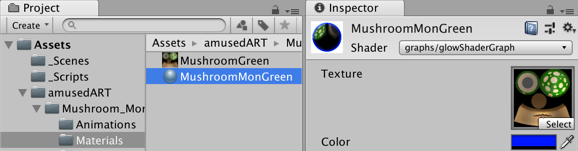 Project
Create
Assets
_Scenes
_Scripts
amusedART
Mushroom_Mon
Animations
Materials
Assets amusedART Mu
MushroomGreen
MushroomMonGreen
Inspector
MushroomMonGreen
Shader graphs/glowShaderGraph
Texture
Select
Color